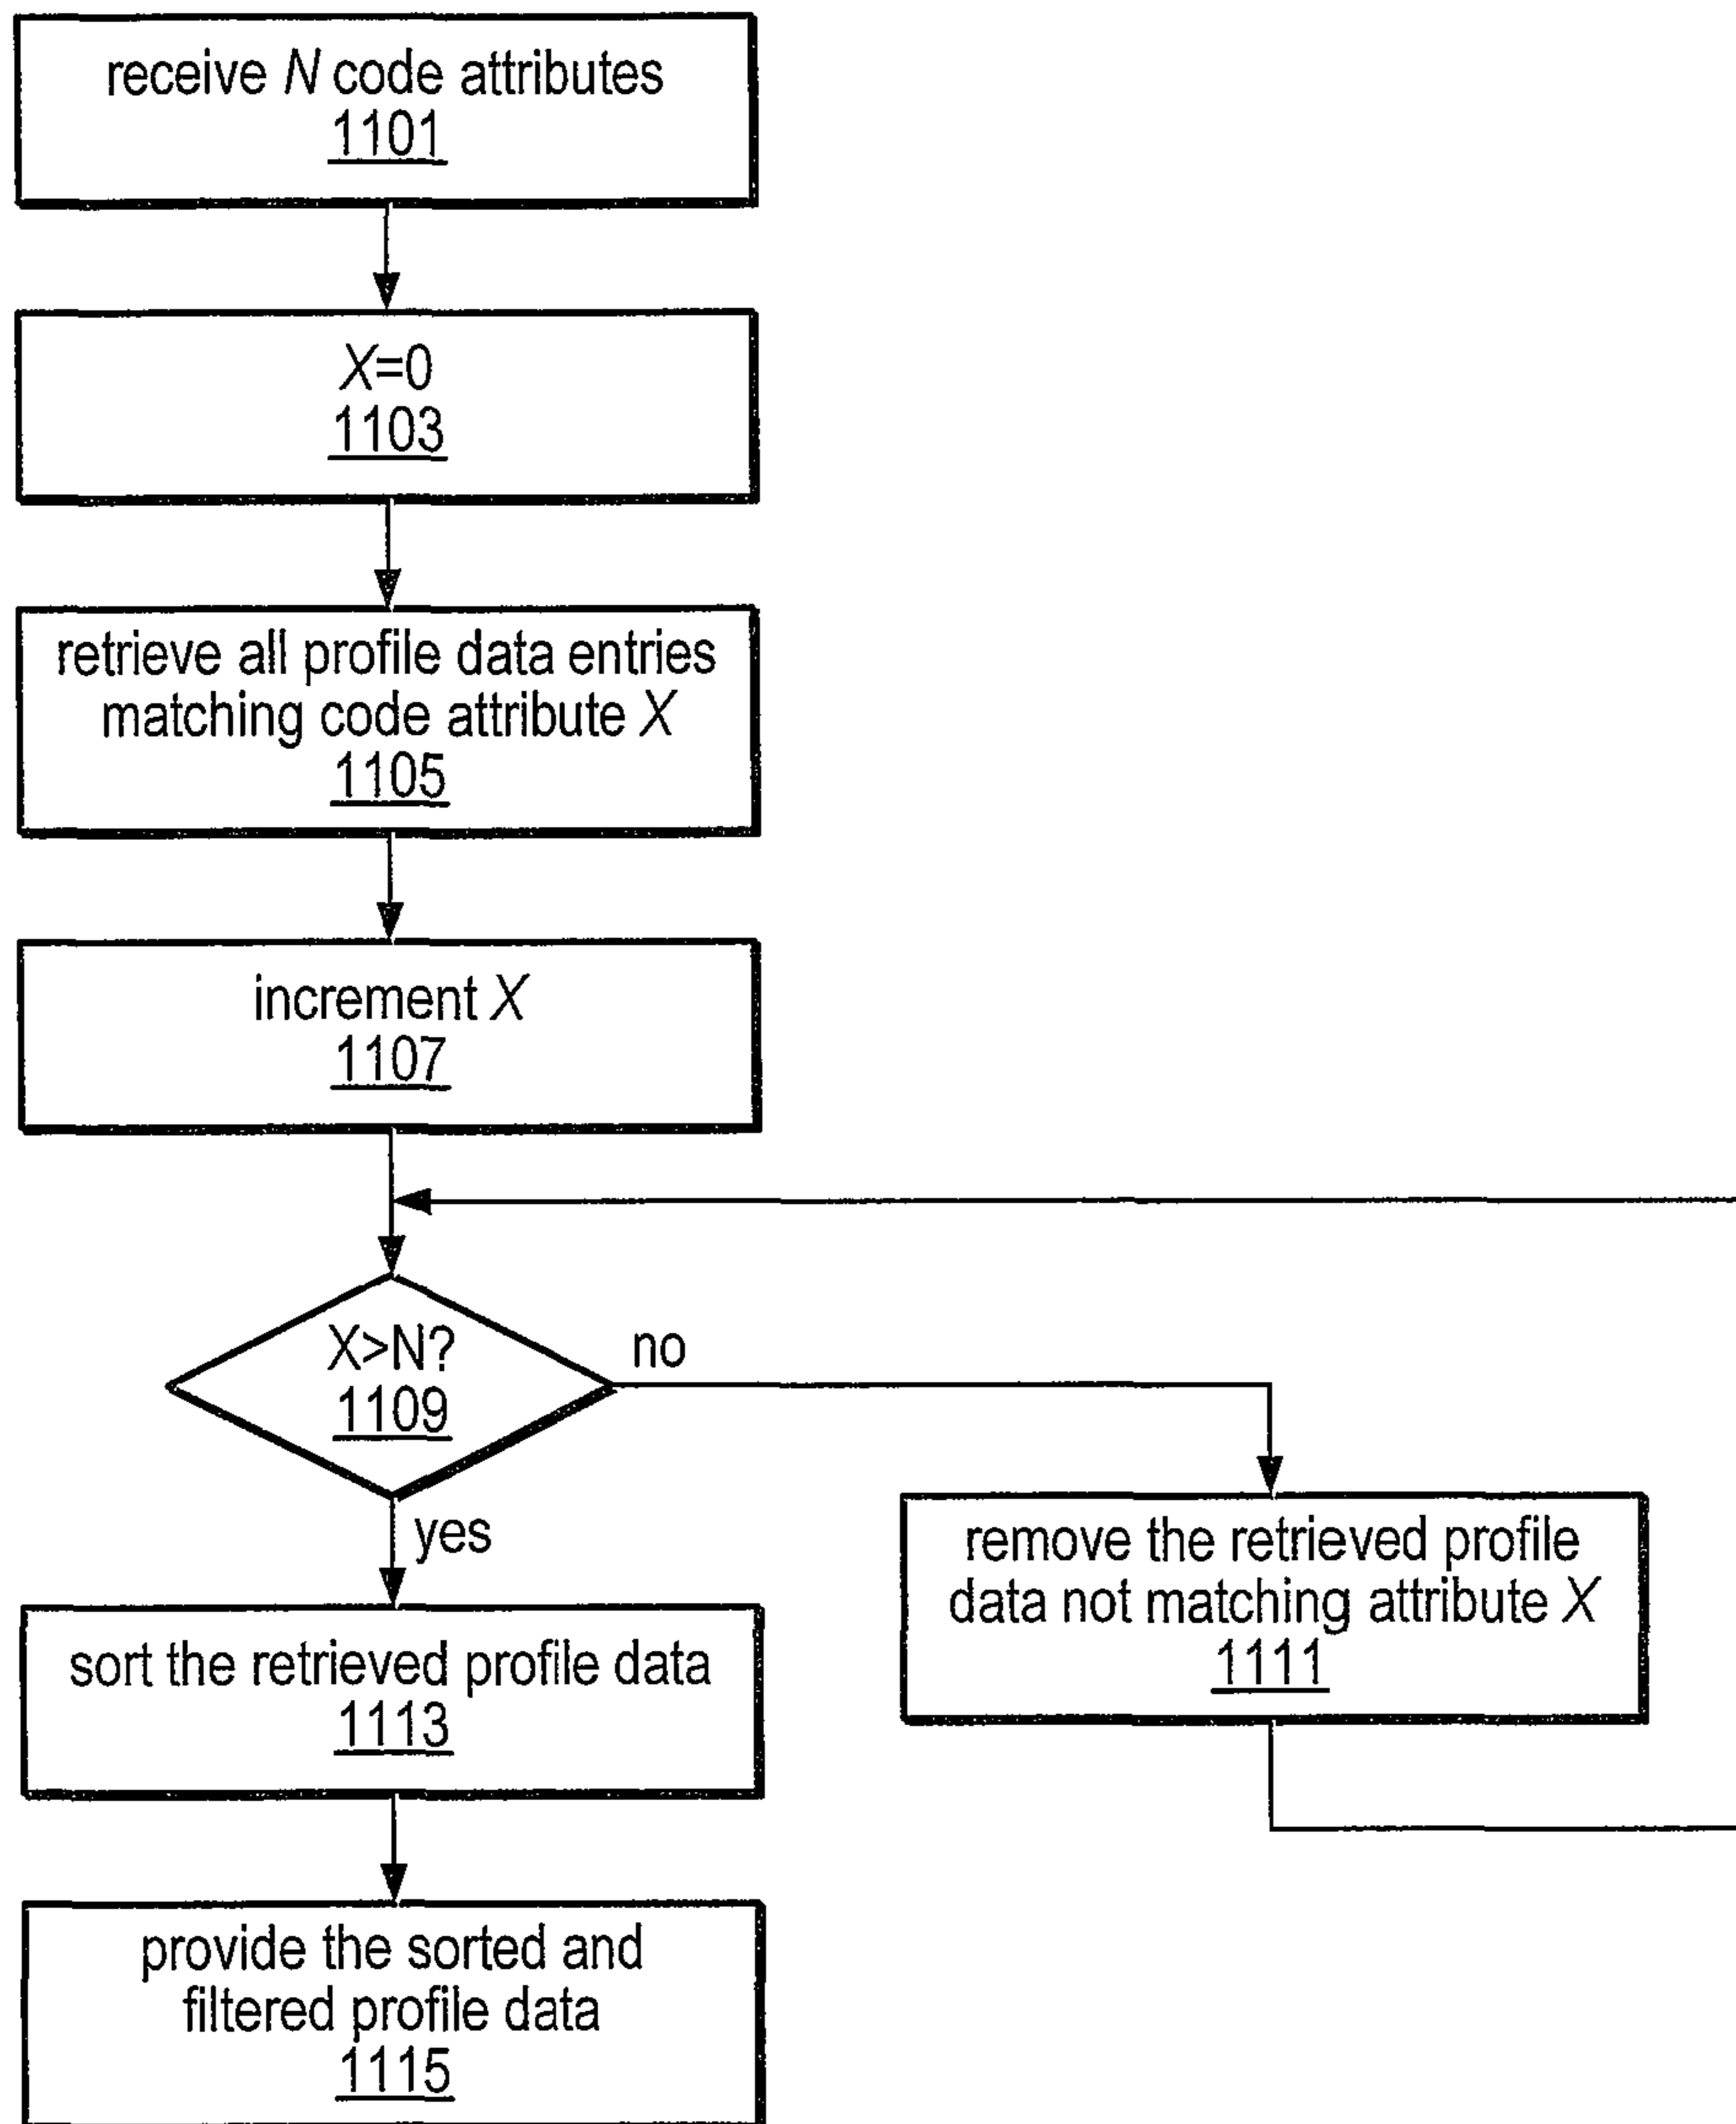 receive N code attributes
1101
X=0
1103
retrieve all profile data entries
matching code attribute X
1105
increment X
1107
X>N?
1109
no
yes
remove the retrieved profile
data not matching attribute X
1111
sort the retrieved profile data
1113
provide the sorted and
filtered profile data
1115